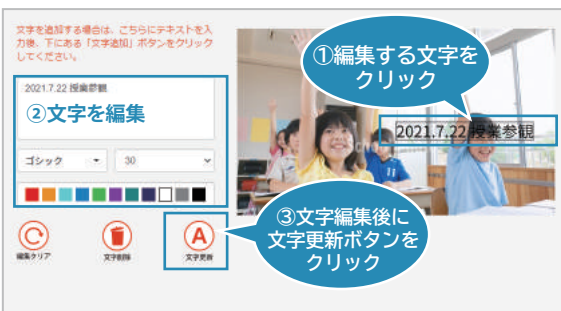 文字を追加する場合は、こちらにテキストを入
力後、下にある「文字追加」ボタンをクリック
してください。
2021.7.22 授業参観
②文字を編集
ゴシック
30
編集クリア
文字削除
文字更新
①編集する文字を
クリック
2021.7.22 授業参観
③文字編集後に
文字更新ボタンを
クリック